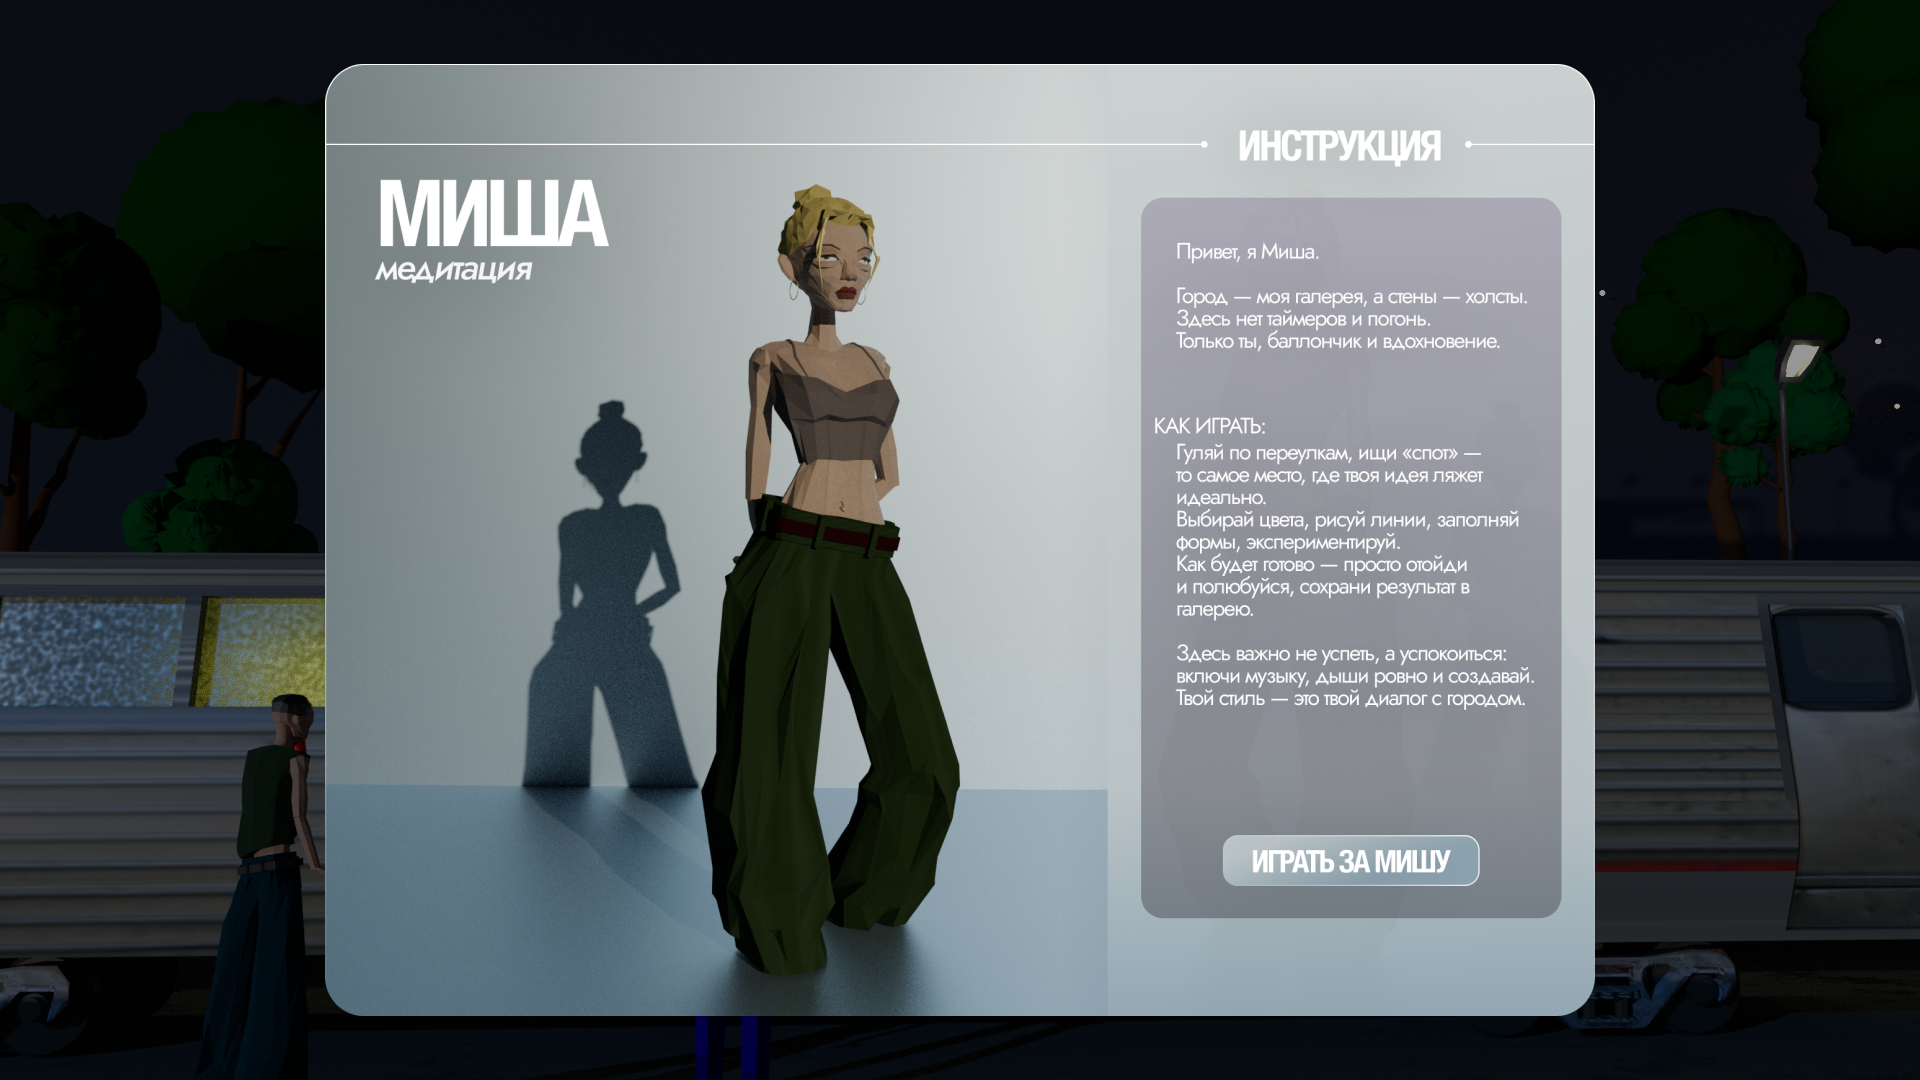 ИНСТРУКЦИЯ
МИША
медитация
Привет, я Миша.
Город — моя галерея, а стены — холсты.
Здесь нет таймеров и погонь.
Только ты, баллончик и вдохновение.
КАК ИГРАТЬ:
Гуляй по переулкам, ищи «спот» —
то самое место, где твоя идея ляжет
идеально.
Выбирай цвета, рисуй линии, заполняй
формы, экспериментируй.
Как будет готово — просто отойди
и полюбуйся, сохрани результат в
галерею.
Здесь важно не успеть, а успокоиться:
включи музыку, дыши ровно и создавай.
Твой стиль — это твой диалог с городом.
ИГРАТЬ ЗА МИШУ